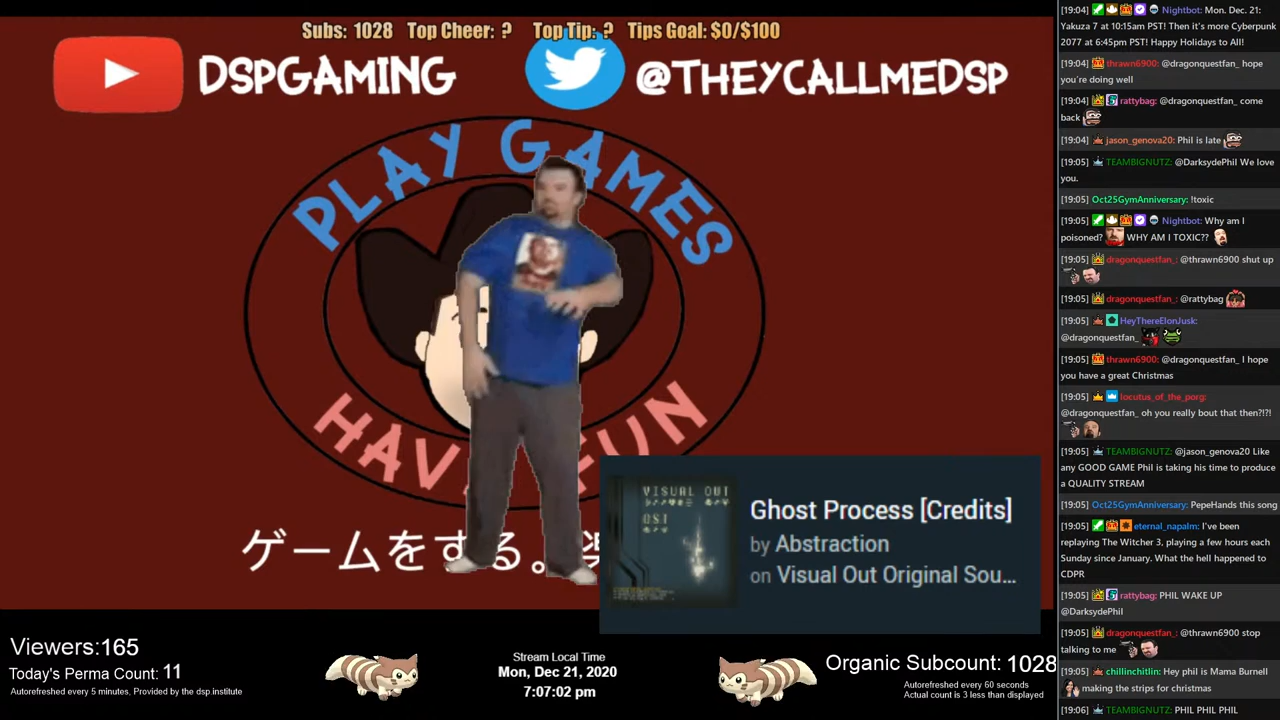 Subs: 1028 Top Cheer: ? Top Tip: ? Tips Goal: $0/$100
DSPGAMING
@THEYCALLMEDSP
PLAY GAMES
HAV FUN
ゲームをする。
VISUAL OUT
OST
Ghost Process [Credits]
by Abstraction
on Visual Out Original Sou...
Viewers:165
Today's Perma Count: 11
Autorefreshed every 5 minutes, Provided by the dsp.institute
Stream Local Time
Mon, Dec 21, 2020
7:07:02 pm
Organic Subcount: 1028
Autorefreshed every 60 seconds
Actual count is 3 less than displayed
[19:04] Nightbot: Mon. Dec. 21:
Yakuza 7 at 10:15am PST! Then it's more Cyberpunk
2077 at 6:45pm PST! Happy Holidays to All!
[19:04] thrawn6900: @dragonquestfan_ hope
you're doing well
[19:04] rattybag: @dragonquestfan_ come
back
[19:04] jason_genova20: Phil is late
[19:05] TEAMBIGNUTZ: @DarksydePhil We love
you.
[19:05] Oct25GymAnniversary: !toxic
[19:05] Nightbot: Why am I
poisoned? WHY AM I TOXIC??
[19:05] dragonquestfan_: @thrawn6900 shut up
[19:05] dragonquestfan_: @rattybag
[19:05] HeyThereElonJusk:
@dragonquestfan_
[19:05] thrawn6900: @dragonquestfan_ I hope
you have a great Christmas
[19:05] locutus_of_the_porg:
@dragonquestfan_ oh you really bout that then?!?!
[19:05] TEAMBIGNUTZ: @jason_genova20 Like
any GOOD GAME Phil is taking his time to produce
a QUALITY STREAM
[19:05] Oct25GymAnniversary: PepeHands this song
[19:05] eternal_napalm: I've been
replaying The Witcher 3, playing a few hours each
Sunday since January. What the hell happened to
CDPR
[19:05] rattybag: PHIL WAKE UP
@DarksydePhil
[19:05] dragonquestfan_: @thrawn6900 stop
talking to me
[19:05] chillinchitlin: Hey phil is Mama Burnell
making the strips for christmas
[19:06] TEAMBIGNUTZ: PHIL PHIL PHIL